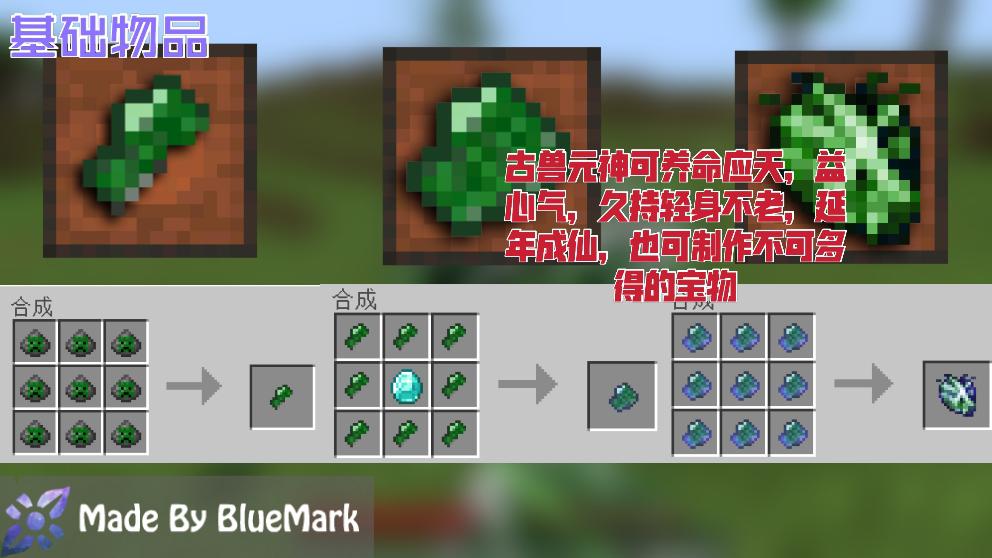 基础物品
古兽元神可养命应天，益
心气，久持轻身不老，延
年成仙，也可制作不可多
得的宝物
合成
合成
合成
Made By BlueMark